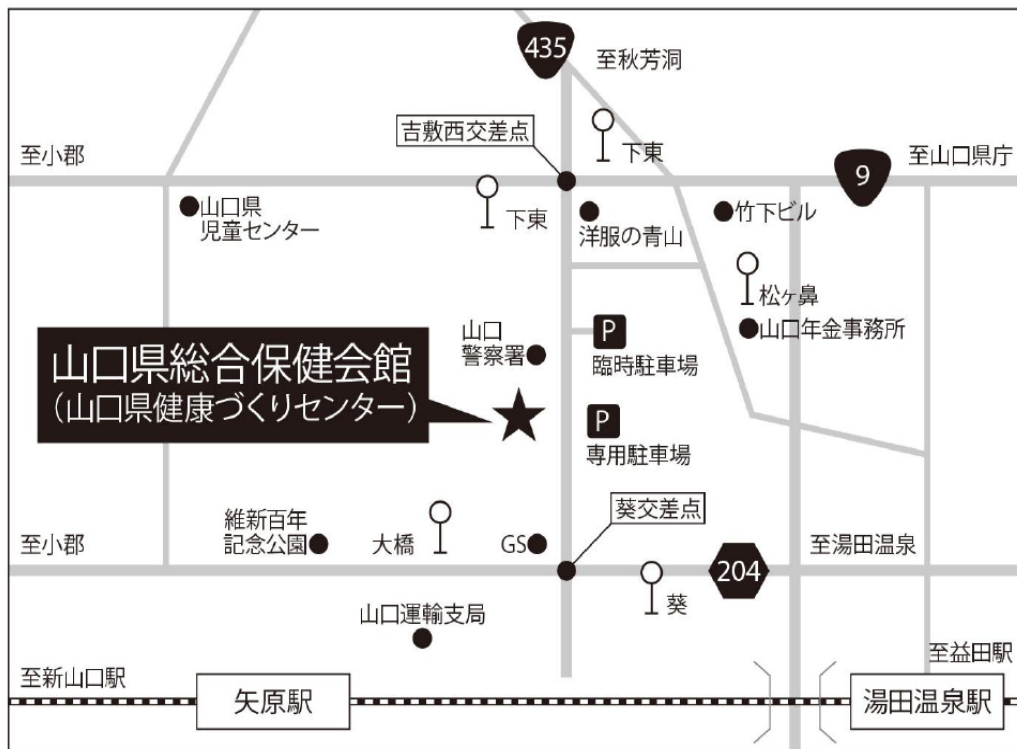 435
至秋芳洞
吉敷西交差点
下東
至小郡
至山口県庁
9
山口県
児童センター
下東
洋服の青山
竹下ビル
松ヶ鼻
山口年金事務所
山口
警察署
P
臨時駐車場
山口県総合保健会館
(山口県健康づくりセンター)
P
専用駐車場
葵交差点
維新百年
記念公園
大橋
GS
至小郡
至湯田温泉
204
葵
山口運輸支局
至益田駅
至新山口駅
矢原駅
湯田温泉駅